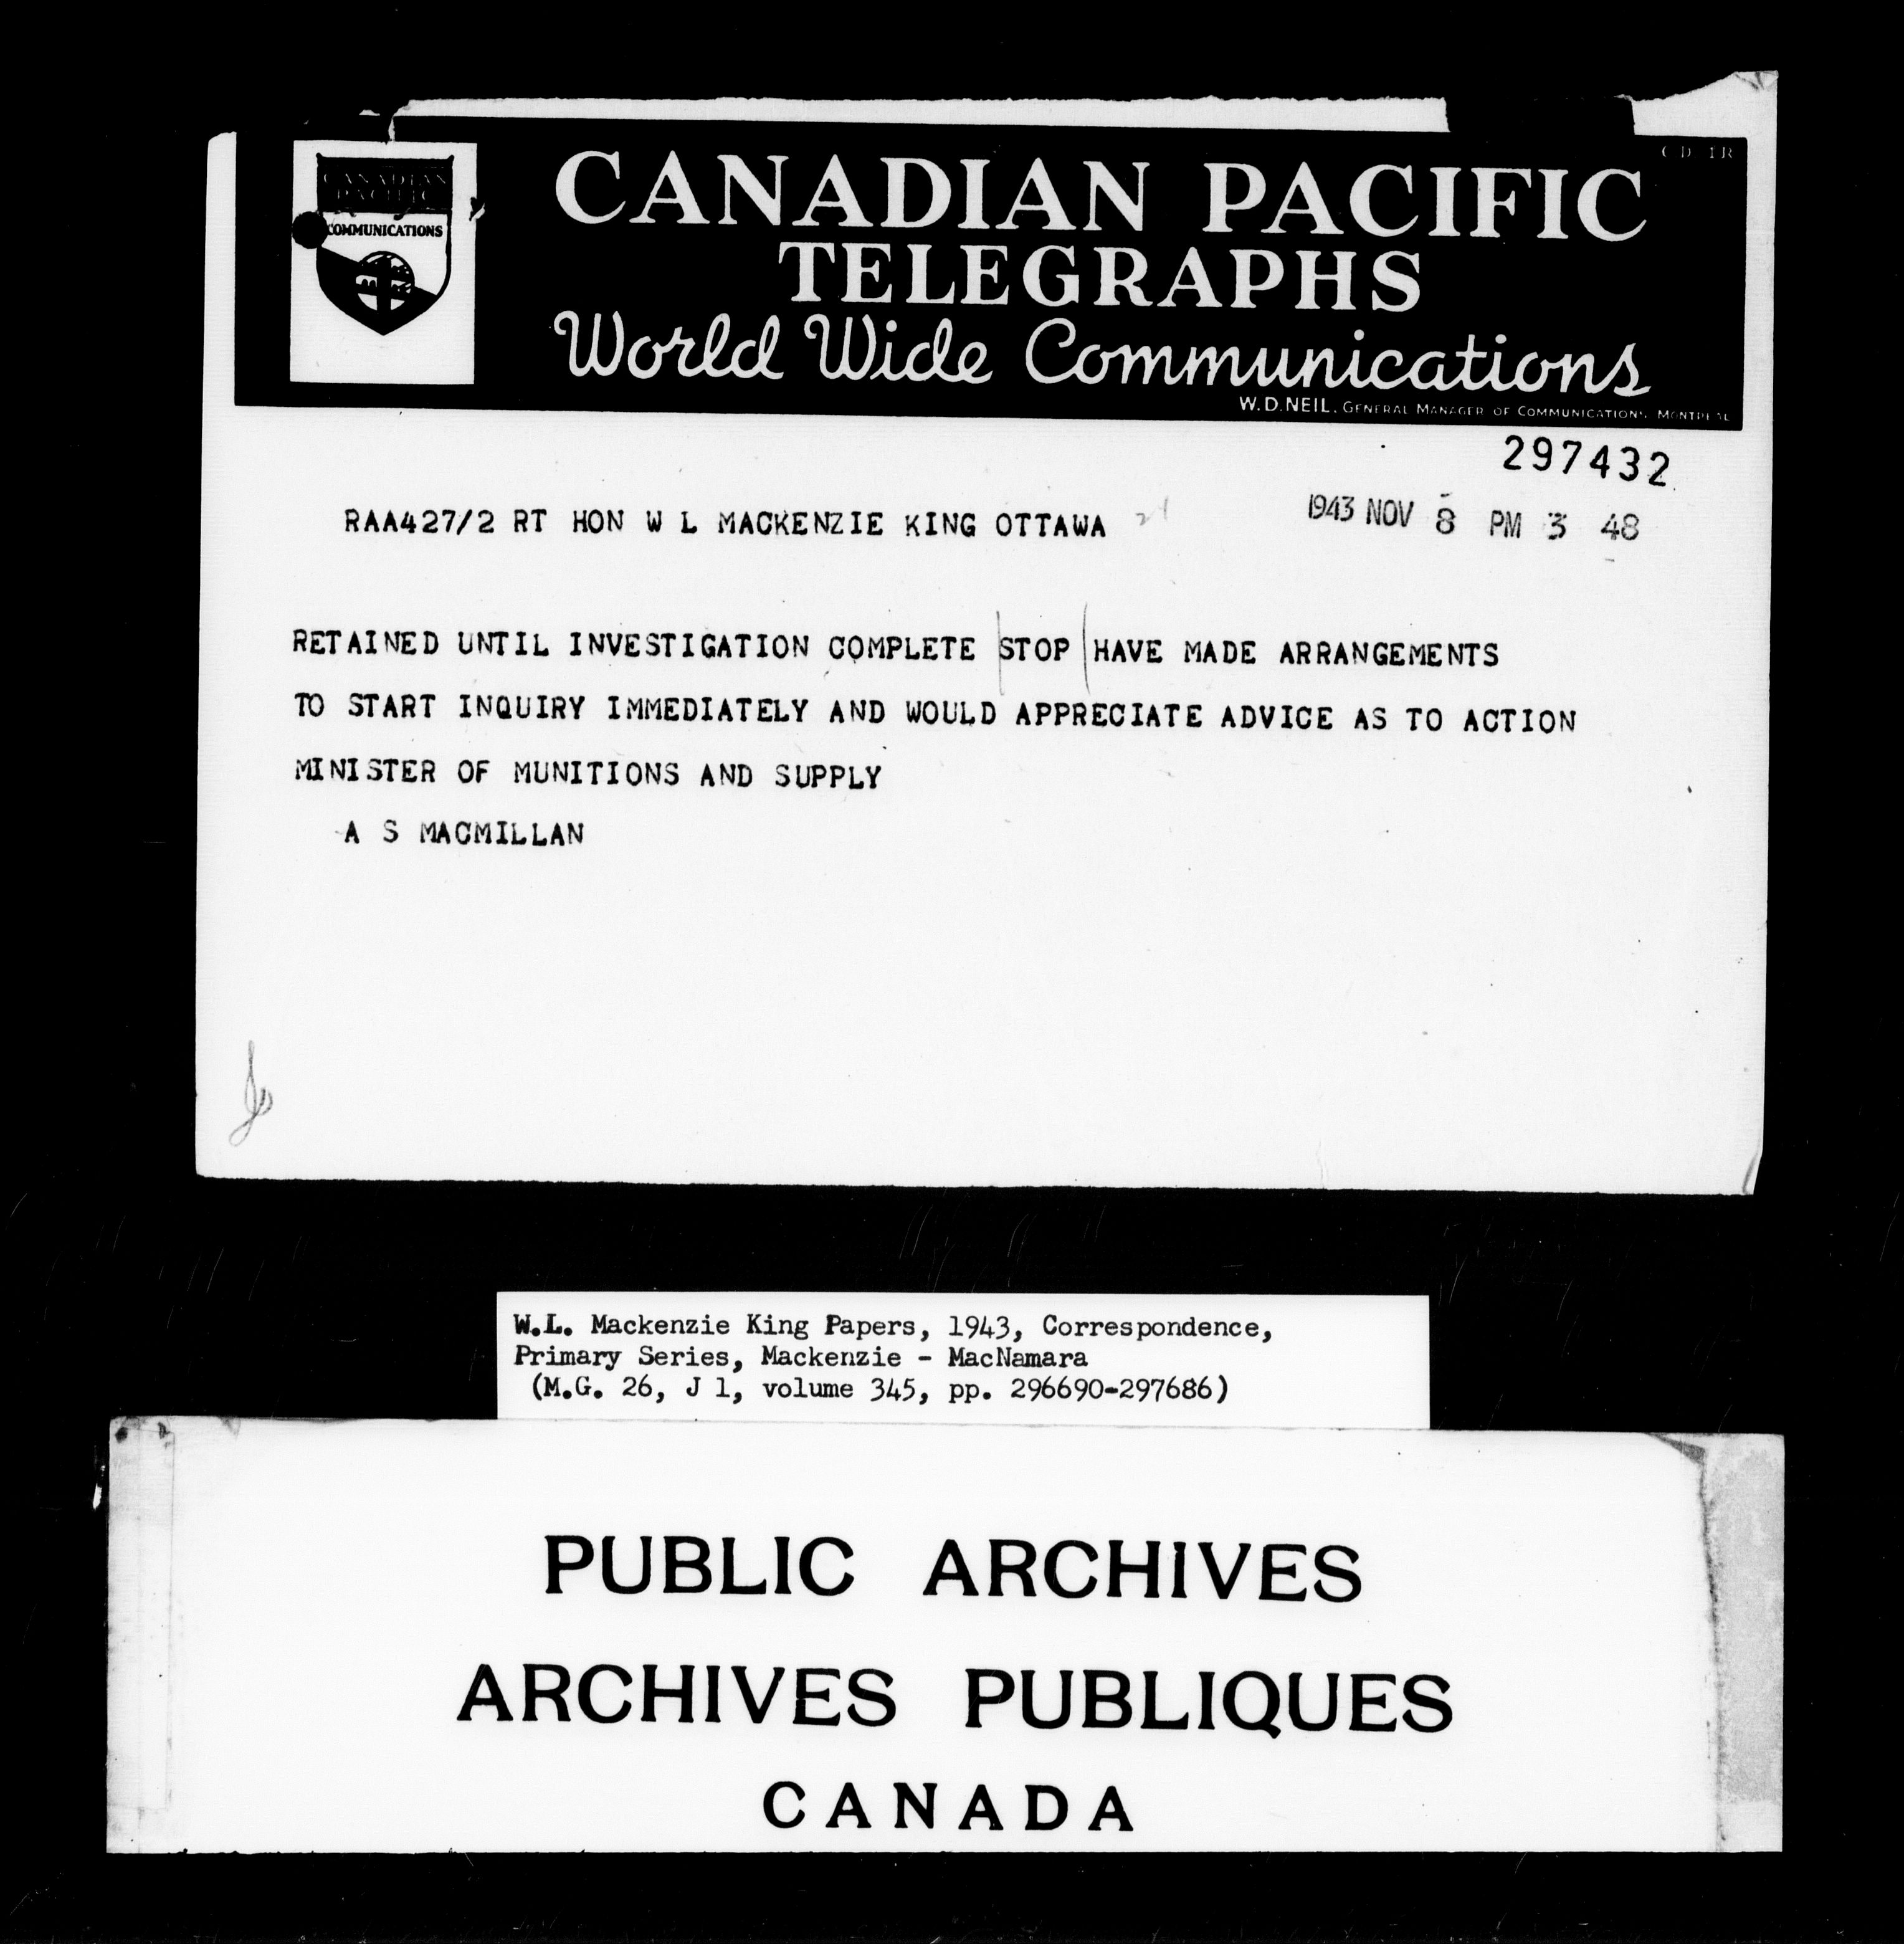 CD 1R
CANADIAN PACIFIC
COMMUNICATIONS
CANADIAN PACIFIC
TELEGRAPHS
World Wide Communications
W.D.NEIL, GENERAL MANAGER OF COMMUNICATIONS, MONTREAL
297432
RAA427/2 RT HON W L MACKENZIE KING OTTAWA
1943 NOV 8 PM 3 48
RETAINED UNTIL INVESTIGATION COMPLETE STOP HAVE MADE ARRANGEMENTS
TO START INQUIRY IMMEDIATELY AND WOULD APPRECIATE ADVICE AS TO ACTION
MINISTER OF MUNITIONS AND SUPPLY
A S MACMILLAN
W.L. Mackenzie King Papers, 1943, Correspondence,
Primary Series, Mackenzie - MacNamara
(M.G. 26, J 1, volume 345, pp. 296690-297686)
PUBLIC ARCHIVES
ARCHIVES PUBLIQUES
CANADA